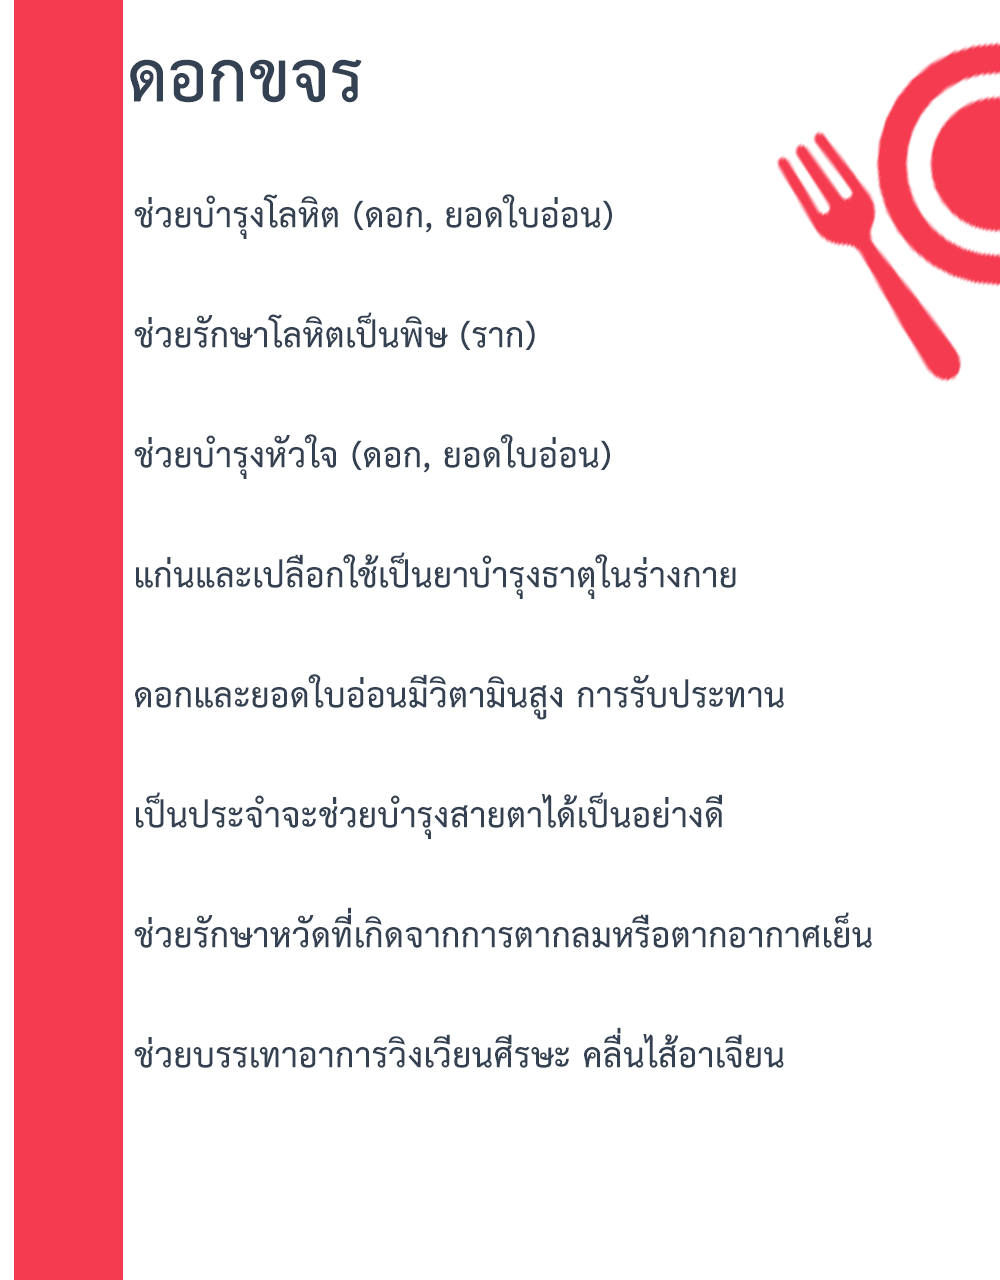 ดอกขจร
ช่วยบำรุงโลหิต (ดอก, ยอดใบอ่อน)
ช่วยรักษาโลหิตเป็นพิษ (ราก)
ช่วยบำรุงหัวใจ (ดอก, ยอดใบอ่อน)
แก่นและเปลือกใช้เป็นยาบำรุงธาตุในร่างกาย
ดอกและยอดใบอ่อนมีวิตามินสูง การรับประทาน
เป็นประจำจะช่วยบำรุงสายตาได้เป็นอย่างดี
ช่วยรักษาหวัดที่เกิดจากการตากลมหรือตากอากาศเย็น
ช่วยบรรเทาอาการวิงเวียนศีรษะ คลื่นไส้อาเจียน